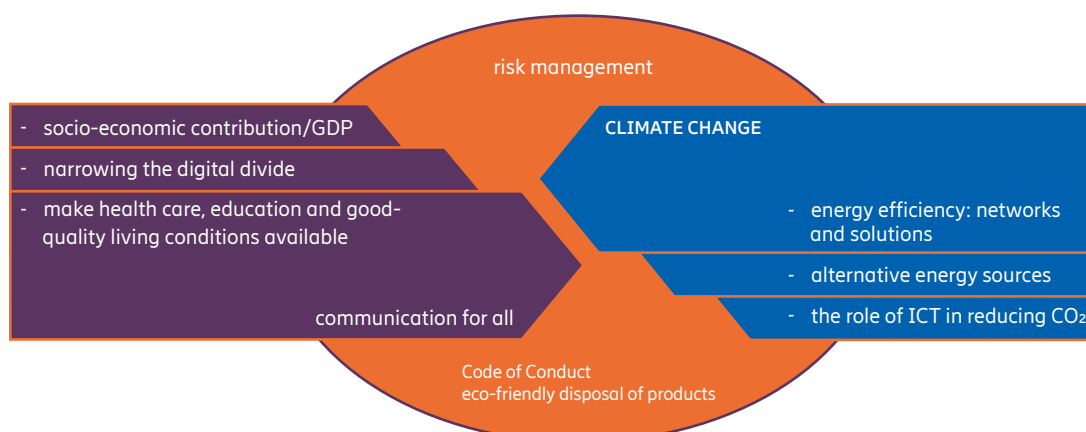 risk management
- socio-economic contribution/GDP
- narrowing the digital divide
- make health care, education and good-
quality living conditions available
communication for all
CLIMATE CHANGE
- energy efficiency: networks
and solutions
- alternative energy sources
- the role of ICT in reducing CO₂
Code of Conduct
eco-friendly disposal of products